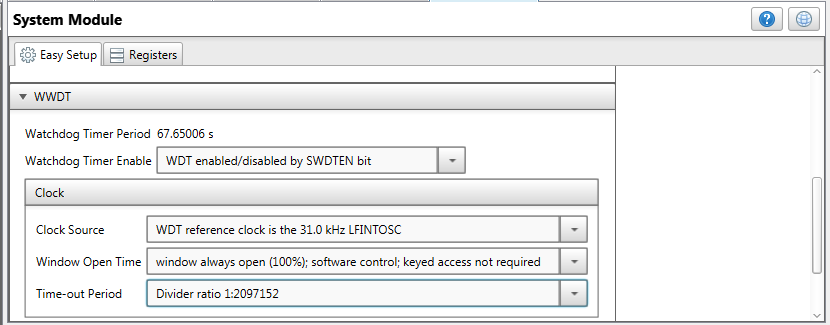 System Module
Easy Setup Registers
WWDT
Watchdog Timer Period 67.65006 s
Watchdog Timer Enable WDT enabled/disabled by SWDTEN bit
Clock
Clock Source WDT reference clock is the 31.0 kHz LFINTOSC
Window Open Time window always open (100%); software control; keyed access not required
Time-out Period Divider ratio 1:2097152